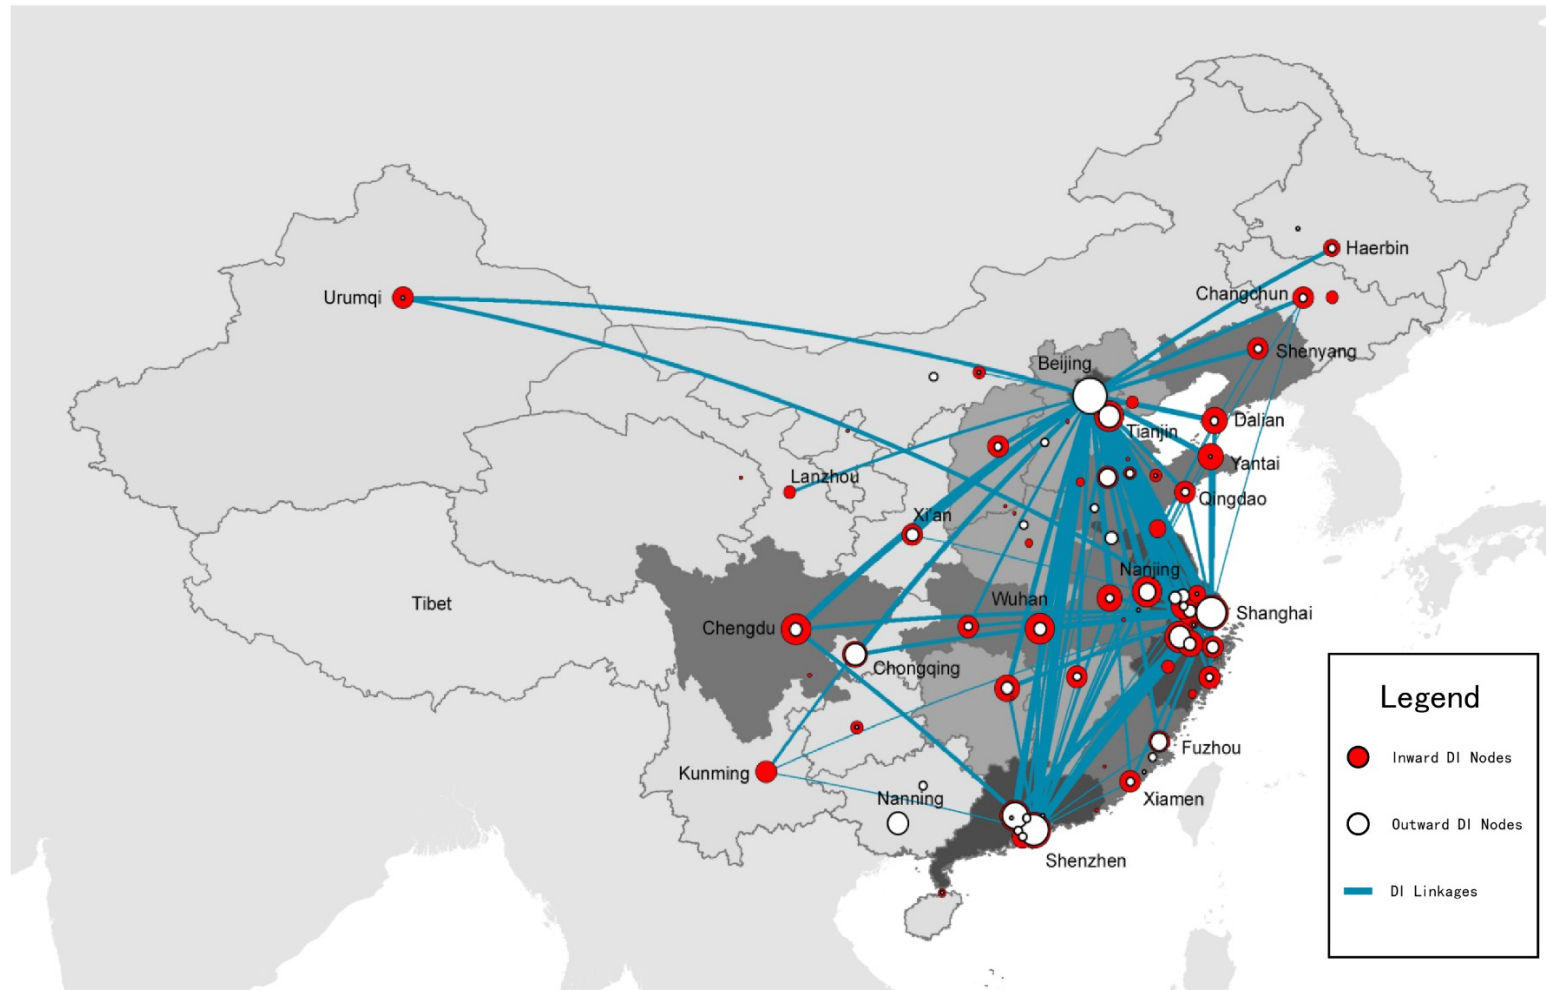 Haerbin
Urumqi
Changchun
Shenyang
Beijing
Dalian
Tianjin
Yantai
Lanzhou
Qingdao
Xi'an
Nanjing
Tibet
Wuhan
Shanghai
Chengdu
Chongqing
Legend
Fuzhou
Inward DI Nodes
Kunming
Nanning
Xiamen
Outward DI Nodes
Shenzhen
DI Linkages